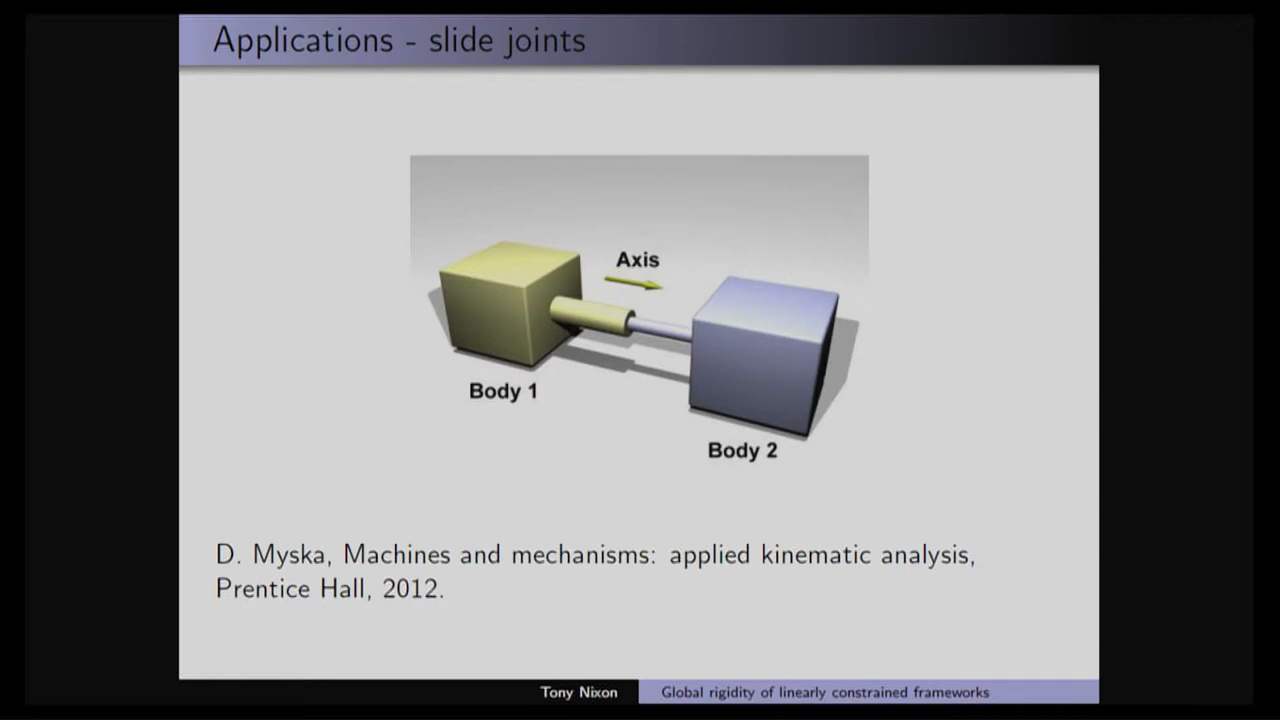 Applications - slide joints
Axis
Body 1
Body 2
D. Myska, Machines and mechanisms: applied kinematic analysis,
Prentice Hall, 2012.
Tony Nixon
Global rigidity of linearly constrained frameworks